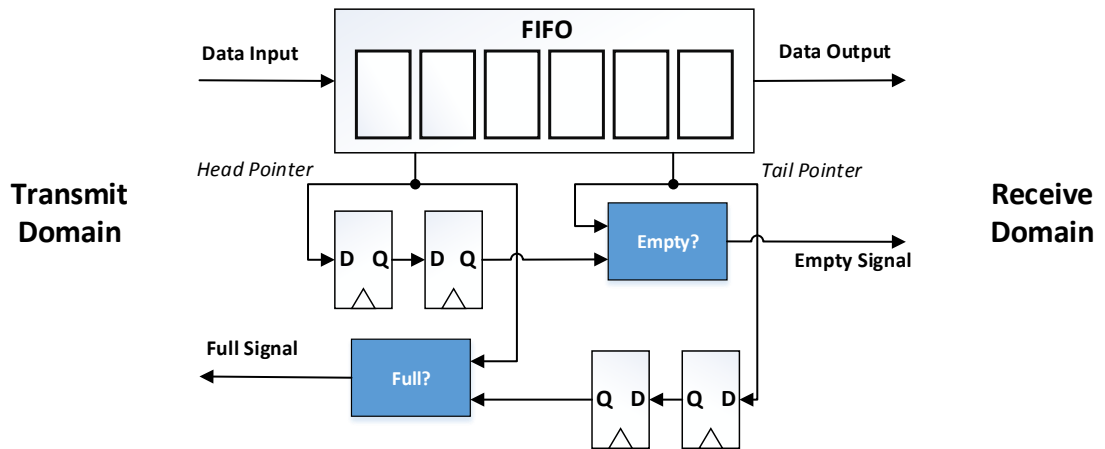 FIFO
Data Input
Data Output
Head Pointer
Tail Pointer
Transmit
Domain
Receive
Domain
Empty?
D Q D Q
Empty Signal
Full Signal
Full?
Q D Q D